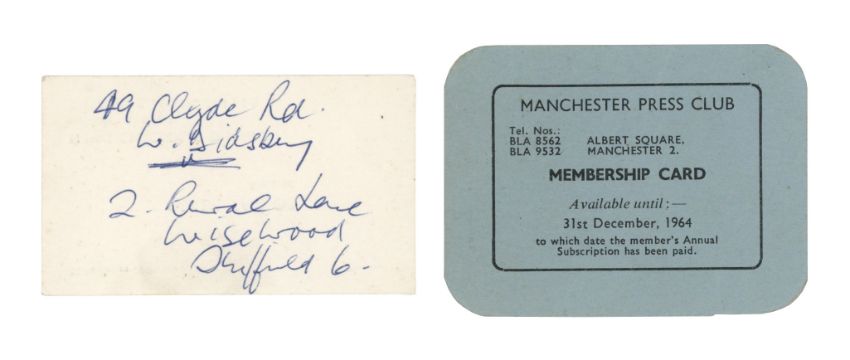 49 Clyde Rd.
W. Didsbury
2. Rural Lane
Wisewood
Sheffield 6.
MANCHESTER PRESS CLUB
Tel. Nos.:
BLA 8562 ALBERT SQUARE,
BLA 9532 MANCHESTER 2.
MEMBERSHIP CARD
Available until :—
31st December, 1964
to which date the member's Annual
Subscription has been paid.